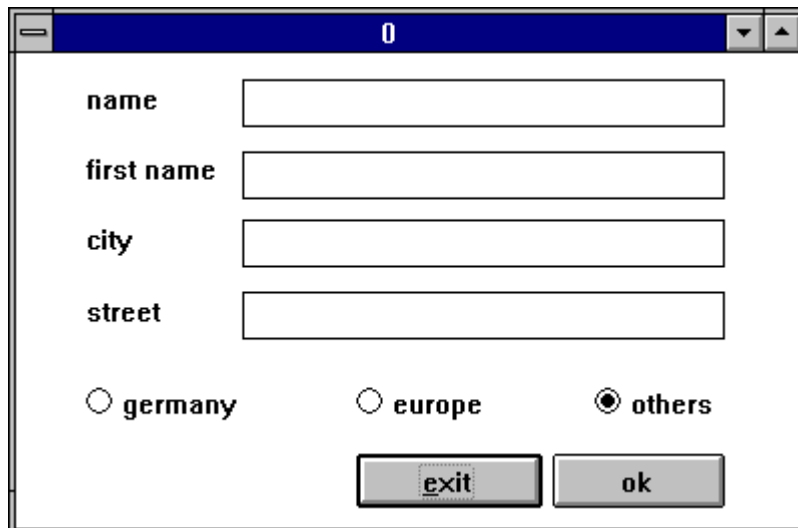 0
name
first name
city
street
germany europe others
exit ok